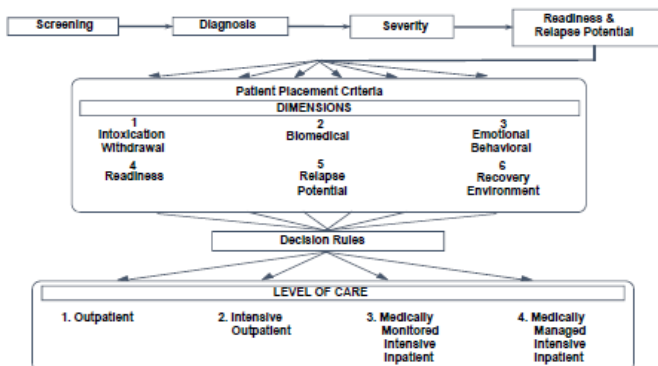 Screening
Diagnosis
Severity
Readiness &
Relapse Potential
Patient Placement Criteria
DIMENSIONS
1
Intoxication
Withdrawal
2
Biomedical
3
Emotional
Behavioral
4
Readiness
5
Relapse
Potential
6
Recovery
Environment
Decision Rules
LEVEL OF CARE
1. Outpatient
2. Intensive
Outpatient
3. Medically
Monitored
Intensive
Inpatient
4. Medically
Managed
Intensive
Inpatient